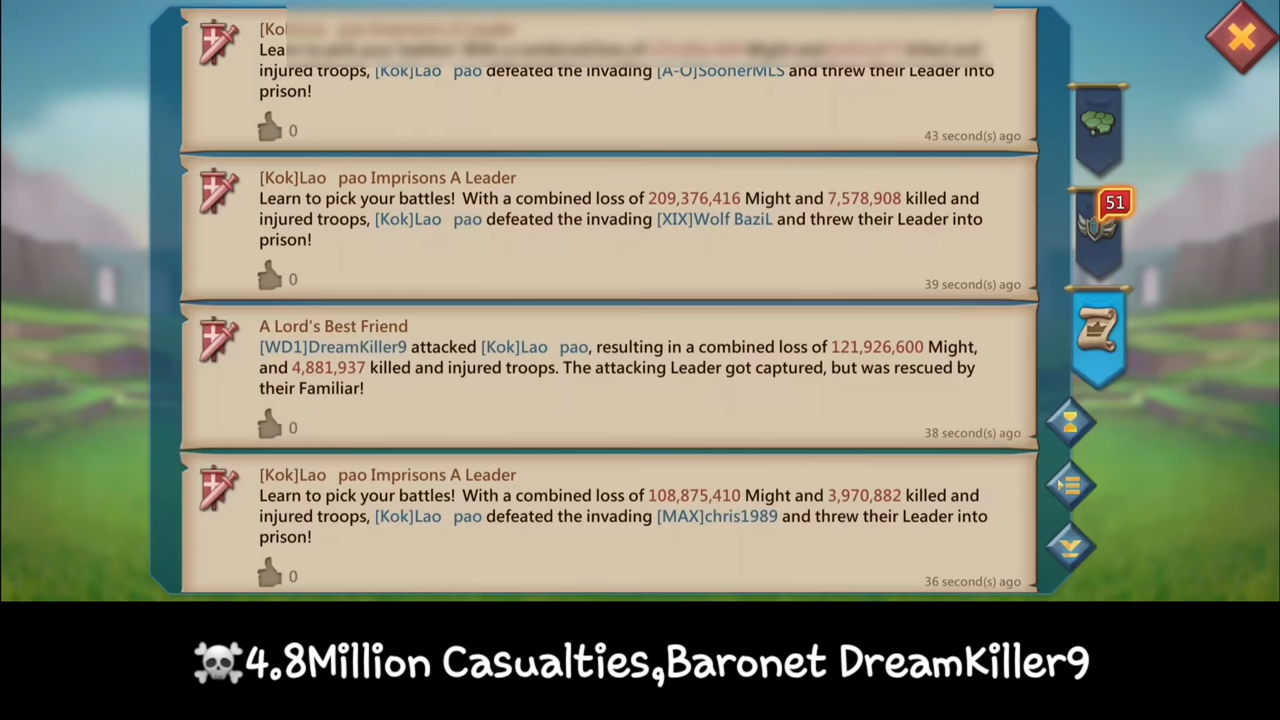 [Ko
Lea
injured troops, [Kok]Lao pao defeated the invading [A-O]SoonerMLS and threw their Leader into
prison!
0
43 second(s) ago
[Kok]Lao pao Imprisons A Leader
Learn to pick your battles! With a combined loss of 209,376,416 Might and 7,578,908 killed and
injured troops, [Kok]Lao pao defeated the invading [XIX]Wolf BaziL and threw their Leader into
prison!
0
39 second(s) ago
51
A Lord's Best Friend
[WD1]DreamKiller9 attacked [Kok]Lao pao, resulting in a combined loss of 121,926,600 Might,
and 4,881,937 killed and injured troops. The attacking Leader got captured, but was rescued by
their Familiar!
0
38 second(s) ago
[Kok]Lao pao Imprisons A Leader
Learn to pick your battles! With a combined loss of 108,875,410 Might and 3,970,882 killed and
injured troops, [Kok]Lao pao defeated the invading [MAX]chris1989 and threw their Leader into
prison!
0
36 second(s) ago
☠4.8Million Casualties,Baronet DreamKiller9